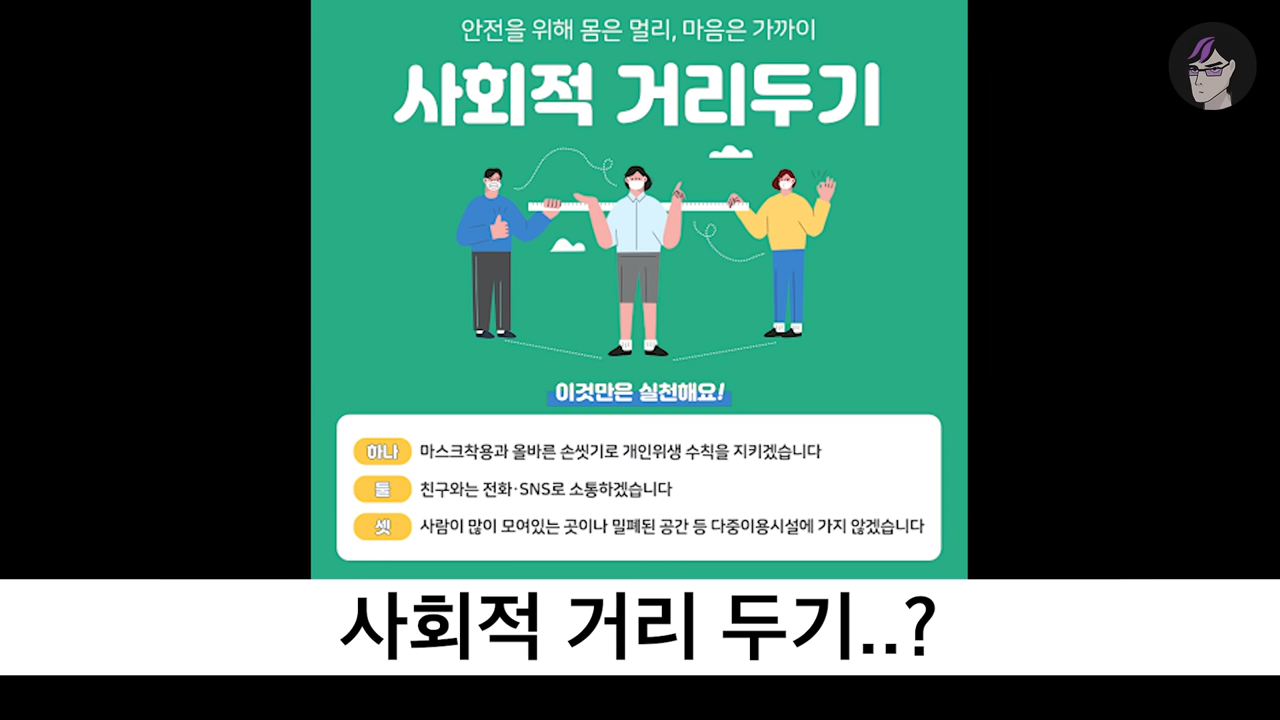 안전을 위해 몸은 멀리, 마음은 가까이
사회적 거리두기
이것만은 실천해요!
하나 마스크착용과 올바른 손씻기로 개인위생 수칙을 지키겠습니다
둘 친구와는 전화·SNS로 소통하겠습니다
셋 사람이 많이 모여있는 곳이나 밀폐된 공간 등 다중이용시설에 가지 않겠습니다
사회적 거리 두기..?